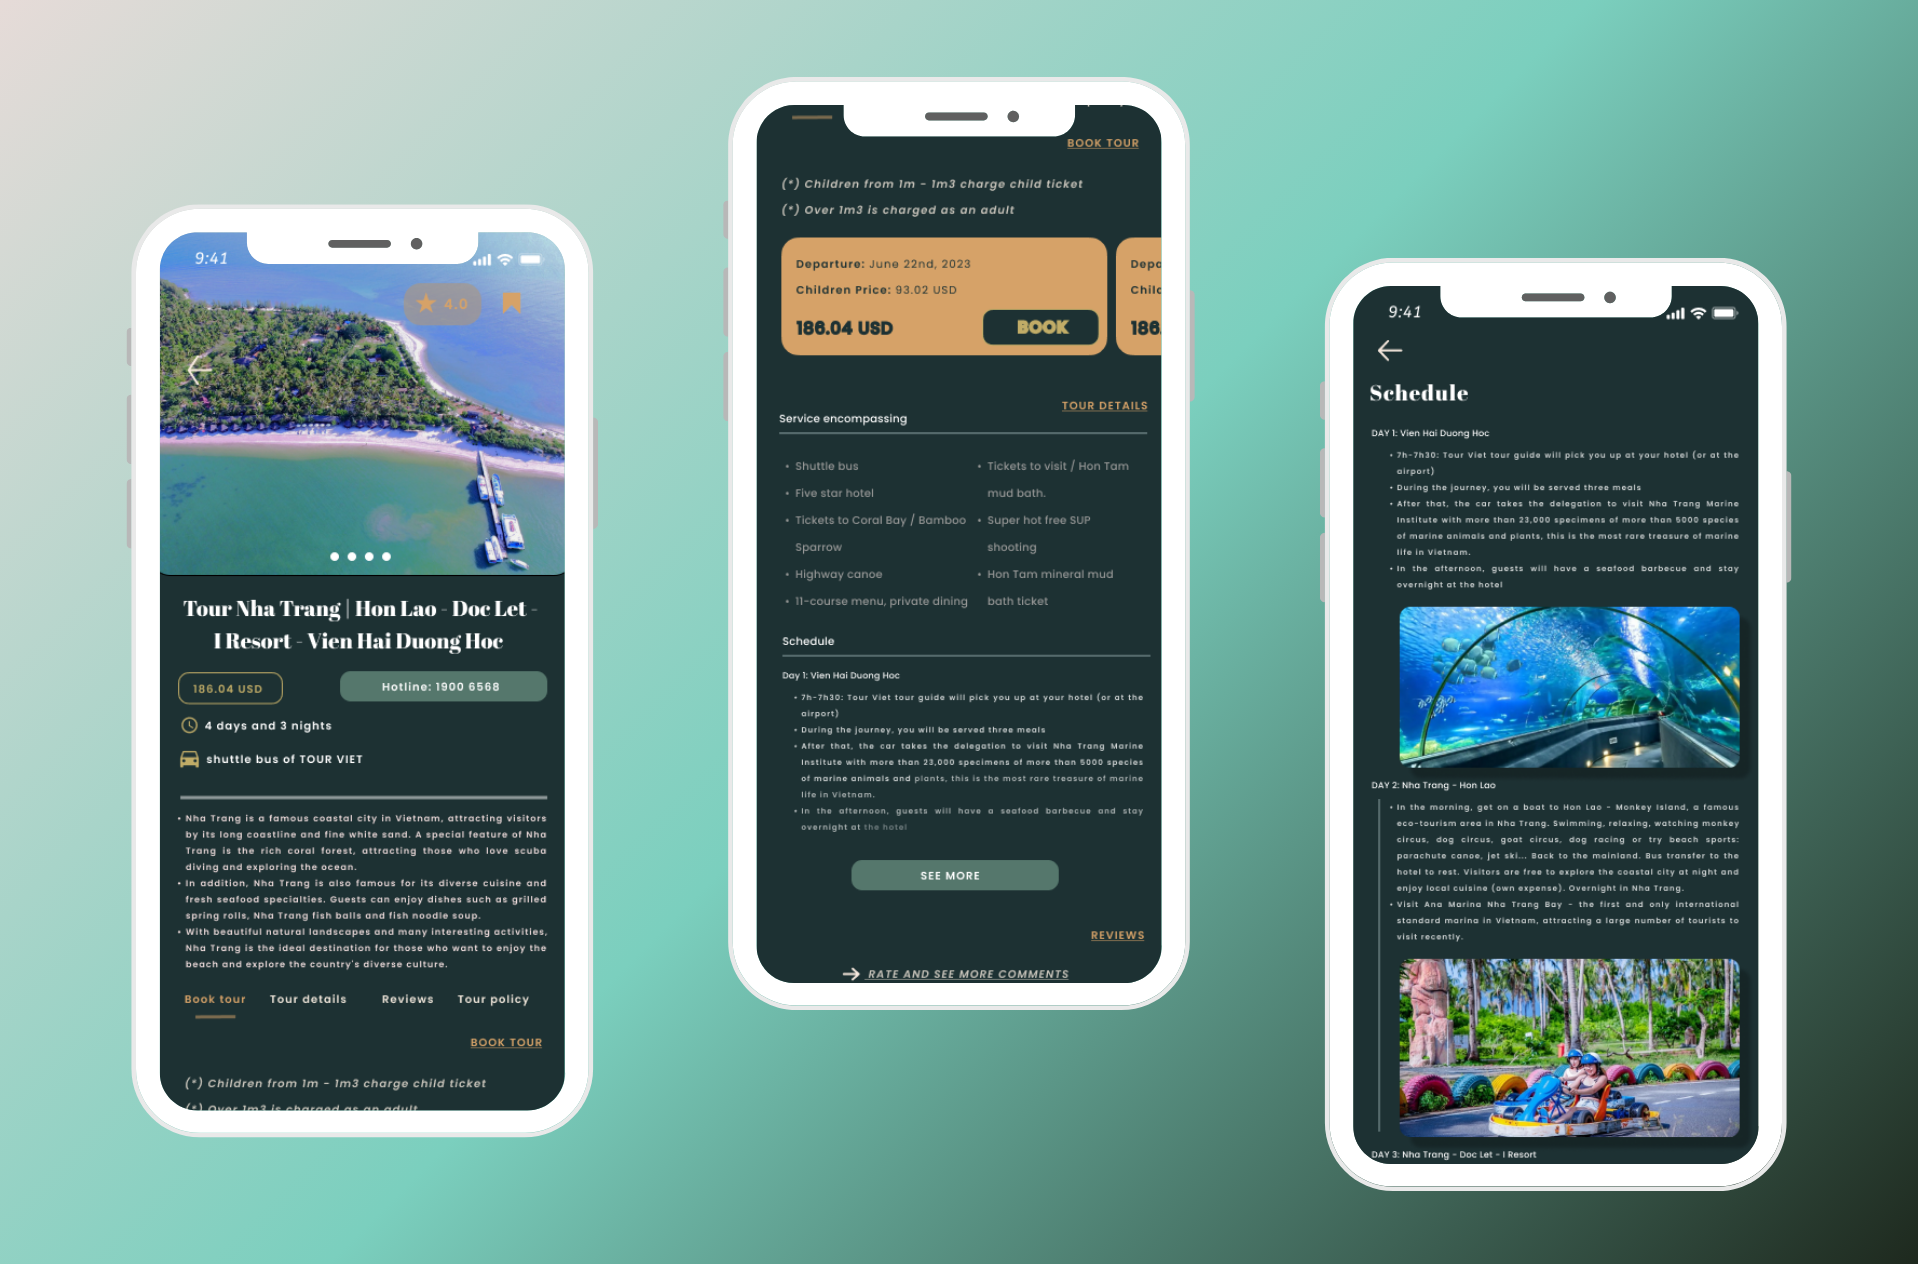 9:41
4.0
Tour Nha Trang | Hon Lao - Doc Let -
I Resort - Vien Hai Duong Hoc
186.04 USD
Hotline: 1900 6568
4 days and 3 nights
shuttle bus of TOUR VIET
• Nha Trang is a famous coastal city in Vietnam, attracting visitors
by its long coastline and fine white sand. A special feature of Nha
Trang is the rich coral forest, attracting those who love scuba
diving and exploring the ocean.
• In addition, Nha Trang is also famous for its diverse cuisine and
fresh seafood specialties. Guests can enjoy dishes such as grilled
spring rolls, Nha Trang fish balls and fish noodle soup.
• With beautiful natural landscapes and many interesting activities,
Nha Trang is the ideal destination for those who want to enjoy the
beach and explore the country's diverse culture.
Book tour Tour details Reviews Tour policy
BOOK TOUR
(*) Children from 1m - 1m3 charge child ticket
(*) Over 1m3 is charged as an adult
BOOK TOUR
(*) Children from 1m - 1m3 charge child ticket
(*) Over 1m3 is charged as an adult
Departure: June 22nd, 2023
Children Price: 93.02 USD
186.04 USD
BOOK
Depa
Chilc
186.
TOUR DETAILS
Service encompassing
• Shuttle bus
• Five star hotel
• Tickets to Coral Bay / Bamboo
Sparrow
• Highway canoe
• 11-course menu, private dining
• Tickets to visit / Hon Tam
mud bath.
• Super hot free SUP
shooting
• Hon Tam mineral mud
bath ticket
Schedule
Day 1: Vien Hai Duong Hoc
• 7h-7h30: Tour Viet tour guide will pick you up at your hotel (or at the
airport)
• During the journey, you will be served three meals
• After that, the car takes the delegation to visit Nha Trang Marine
Institute with more than 23,000 specimens of more than 5000 species
of marine animals and plants, this is the most rare treasure of marine
life in Vietnam.
• In the afternoon, guests will have a seafood barbecue and stay
overnight at the hotel
SEE MORE
REVIEWS
RATE AND SEE MORE COMMENTS
9:41
Schedule
DAY 1: Vien Hai Duong Hoc
• 7h-7h30: Tour Viet tour guide will pick you up at your hotel (or at the
airport)
• During the journey, you will be served three meals
• After that, the car takes the delegation to visit Nha Trang Marine
Institute with more than 23,000 specimens of more than 5000 species
of marine animals and plants, this is the most rare treasure of marine
life in Vietnam.
• In the afternoon, guests will have a seafood barbecue and stay
overnight at the hotel
DAY 2: Nha Trang - Hon Lao
• In the morning, get on a boat to Hon Lao - Monkey Island, a famous
eco-tourism area in Nha Trang. Swimming, relaxing, watching monkey
circus, dog circus, goat circus, dog racing or try beach sports:
parachute canoe, jet ski... Back to the mainland. Bus transfer to the
hotel to rest. Visitors are free to explore the coastal city at night and
enjoy local cuisine (own expense). Overnight in Nha Trang.
• Visit Ana Marina Nha Trang Bay - the first and only international
standard marina in Vietnam, attracting a large number of tourists to
visit recently.
DAY 3: Nha Trang - Doc Let - I Resort